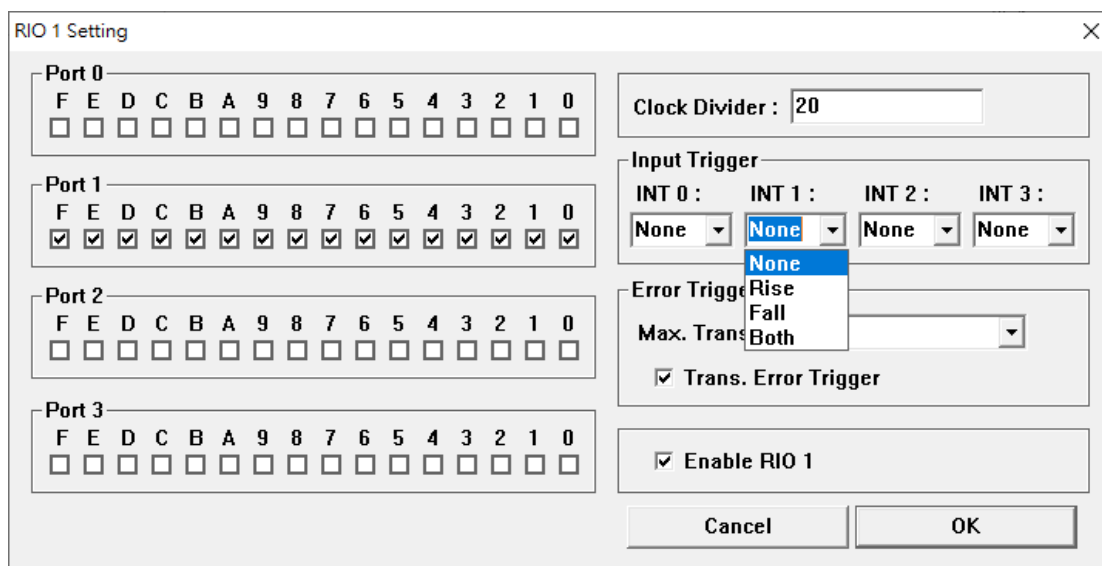 RIO 1 Setting
Port 0
F E D C B A 9 8 7 6 5 4 3 2 1 0
Port 1
F E D C B A 9 8 7 6 5 4 3 2 1 0
Port 2
F E D C B A 9 8 7 6 5 4 3 2 1 0
Port 3
F E D C B A 9 8 7 6 5 4 3 2 1 0
Clock Divider : 20
Input Trigger
INT 0 : INT 1 : INT 2 : INT 3 :
None None None None
None
Rise
Fall
Both
Error
Max.
Trans. Error Trigger
Enable RIO 1
Cancel OK